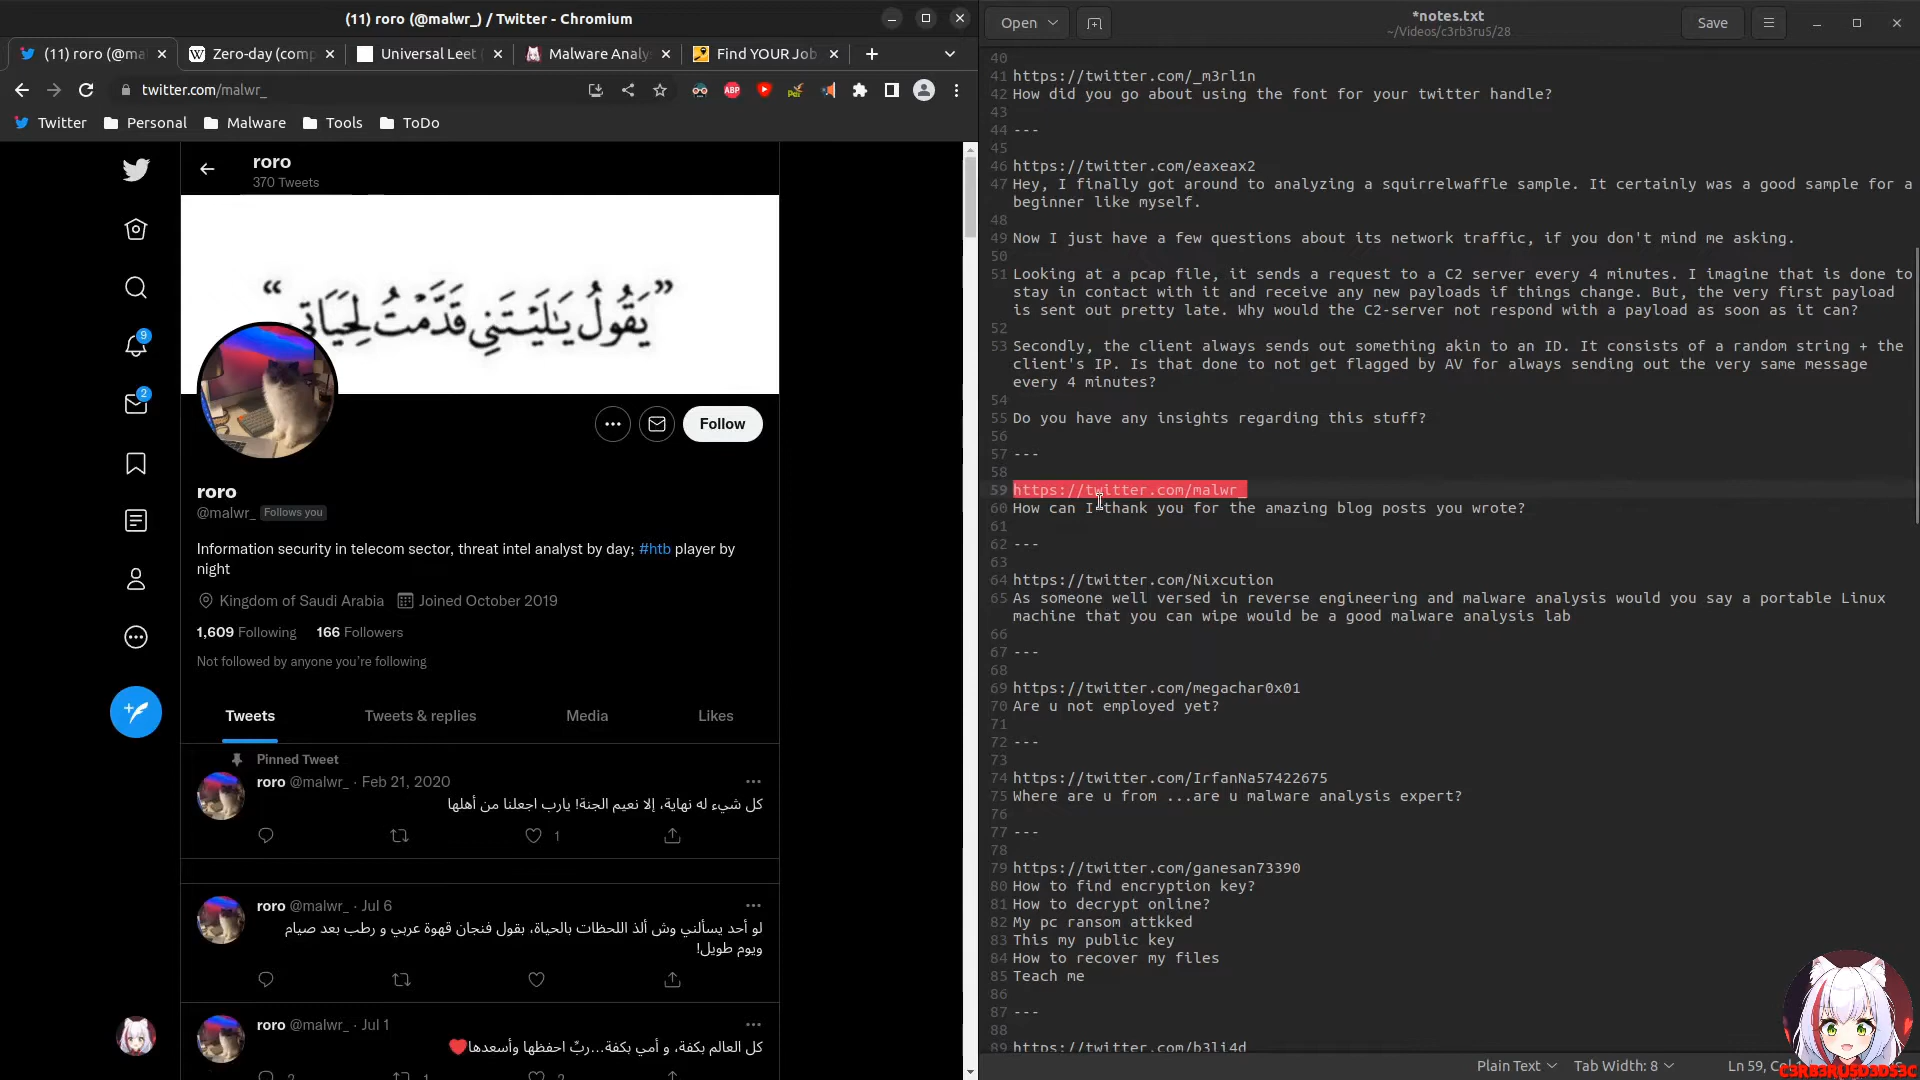 (11) roro (@malwr_) / Twitter - Chromium
(11) roro (@ma
Zero-day (comp
Universal Leet (
Malware Analys
Find YOUR Job
twitter.com/malwr_
Twitter
Personal
Malware
Tools
ToDo
roro
370 Tweets
” يَقُولُ يَـٰلَيْتَنِي قَدَّمْتُ لِحَيَاتِي “
9
2
Follow
roro
@malwr_ Follows you
Information security in telecom sector, threat intel analyst by day; #htb player by
night
Kingdom of Saudi Arabia
Joined October 2019
1,609 Following 166 Followers
Not followed by anyone you're following
Tweets
Tweets & replies
Media
Likes
Pinned Tweet
roro @malwr_ · Feb 21, 2020
كل شيء له نهاية، إلا نعيم الجنة! يارب اجعلنا من أهلها
1
roro @malwr_ · Jul 6
لو أحد يسألني وش ألذ اللحظات بالحياة، بقول فنجان قهوة عربي و رطب بعد صيام
ويوم طويل!
roro @malwr_ · Jul 1
كل العالم بكفة، و أمي بكفة...ربِّ احفظها وأسعدها❤️
2
1
2
Open
*notes.txt
~/Videos/c3rb3ru5/28
Save
40
41 https://twitter.com/_m3rl1n
42 How did you go about using the font for your twitter handle?
43
44 ---
45
46 https://twitter.com/eaxeax2
47 Hey, I finally got around to analyzing a squirrelwaffle sample. It certainly was a good sample for a
beginner like myself.
48
49 Now I just have a few questions about its network traffic, if you don't mind me asking.
50
51 Looking at a pcap file, it sends a request to a C2 server every 4 minutes. I imagine that is done to
stay in contact with it and receive any new payloads if things change. But, the very first payload
is sent out pretty late. Why would the C2-server not respond with a payload as soon as it can?
52
53 Secondly, the client always sends out something akin to an ID. It consists of a random string + the
client's IP. Is that done to not get flagged by AV for always sending out the very same message
every 4 minutes?
54
55 Do you have any insights regarding this stuff?
56
57 ---
58
59 https://twitter.com/malwr_
60 How can I thank you for the amazing blog posts you wrote?
61
62 ---
63
64 https://twitter.com/Nixcution
65 As someone well versed in reverse engineering and malware analysis would you say a portable Linux
machine that you can wipe would be a good malware analysis lab
66
67 ---
68
69 https://twitter.com/megachar0x01
70 Are u not employed yet?
71
72 ---
73
74 https://twitter.com/IrfanNa57422675
75 Where are u from ...are u malware analysis expert?
76
77 ---
78
79 https://twitter.com/ganesan73390
80 How to find encryption key?
81 How to decrypt online?
82 My pc ransom attkked
83 This my public key
84 How to recover my files
85 Teach me
86
87 ---
88
89 https://twitter.com/b3li4d
Plain Text
Tab Width: 8
Ln 59, Co
C3RB3RU5D3D53C